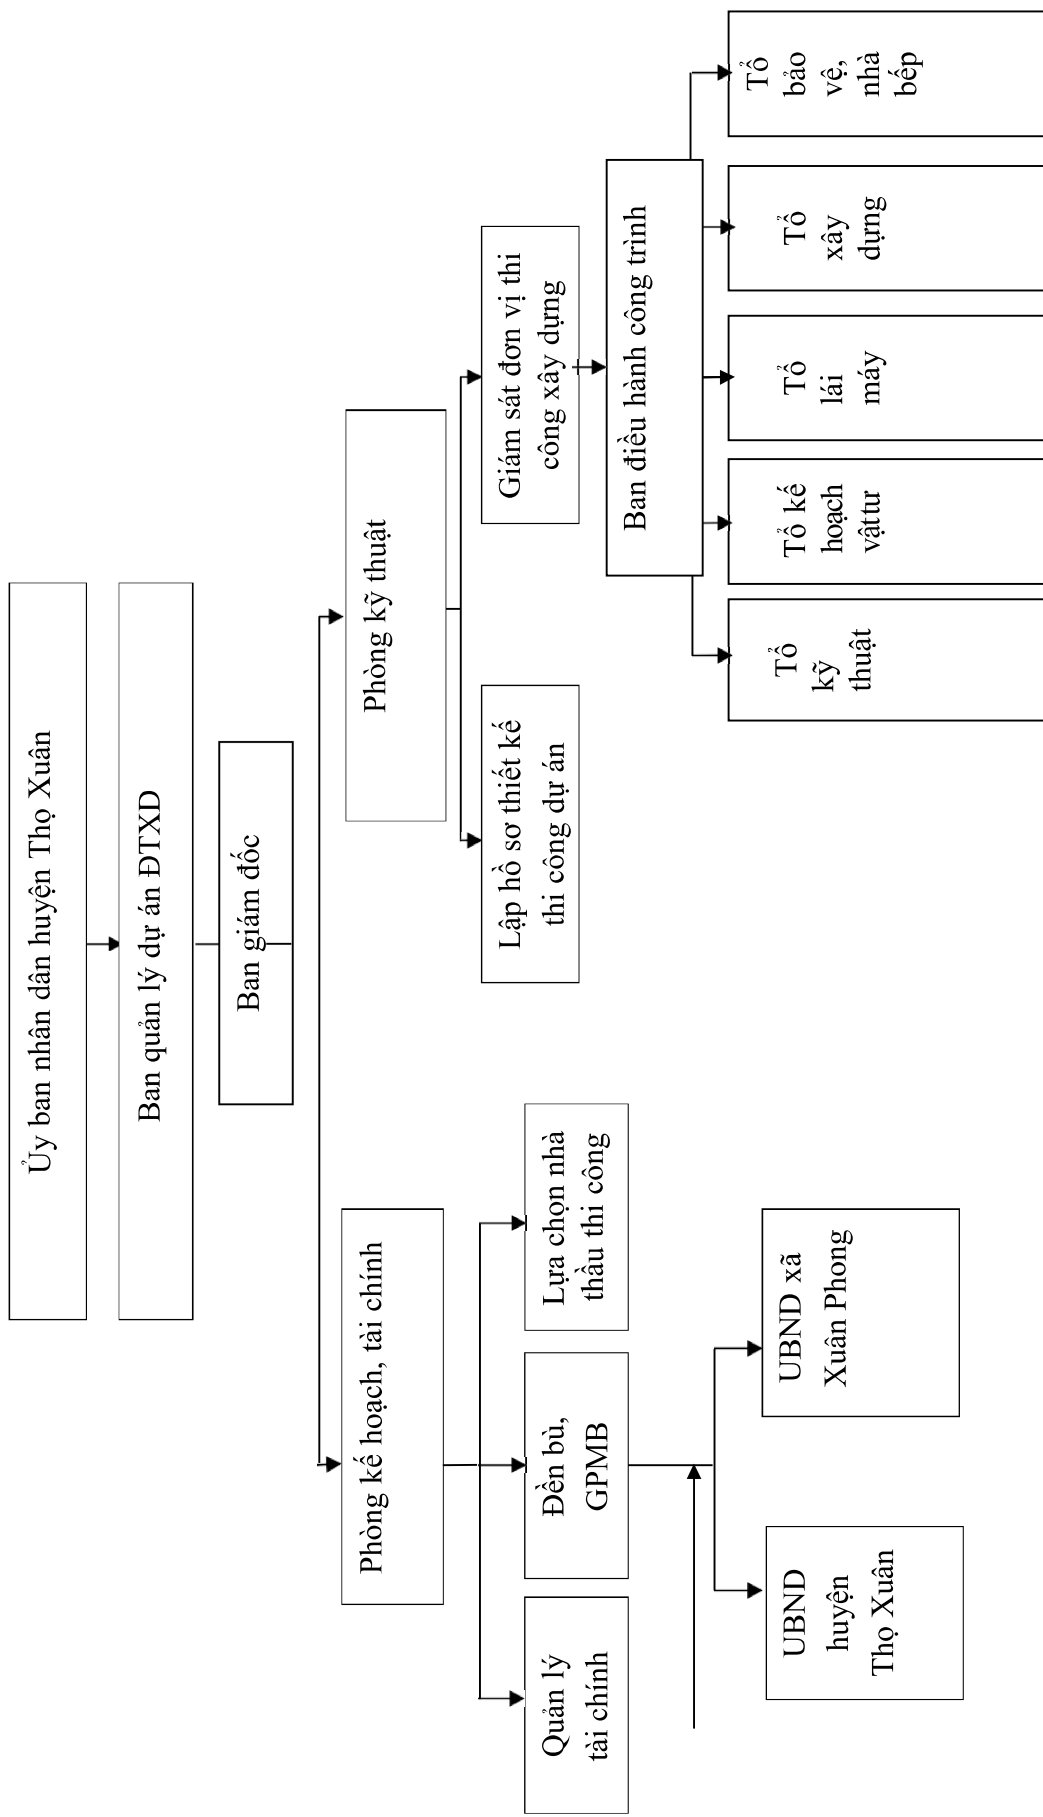 Ủy ban nhân dân huyện Thọ Xuân
Ban quản lý dự án ĐTXD
Ban giám đốc
Phòng kế hoạch, tài chính
Phòng kỹ thuật
Quản lý
tài chính
Đền bù,
GPMB
Lựa chọn nhà
thầu thi công
Lập hồ sơ thiết kế
thi công dự án
Giám sát đơn vị thi
công xây dựng
Ban điều hành công trình
UBND
huyện
Thọ Xuân
UBND xã
Xuân Phong
Tổ
kỹ
thuật
Tổ kế
hoạch
vậttư
Tổ
lái
máy
Tổ
xây
dựng
Tổ
bảo
vệ,
nhà
bếp